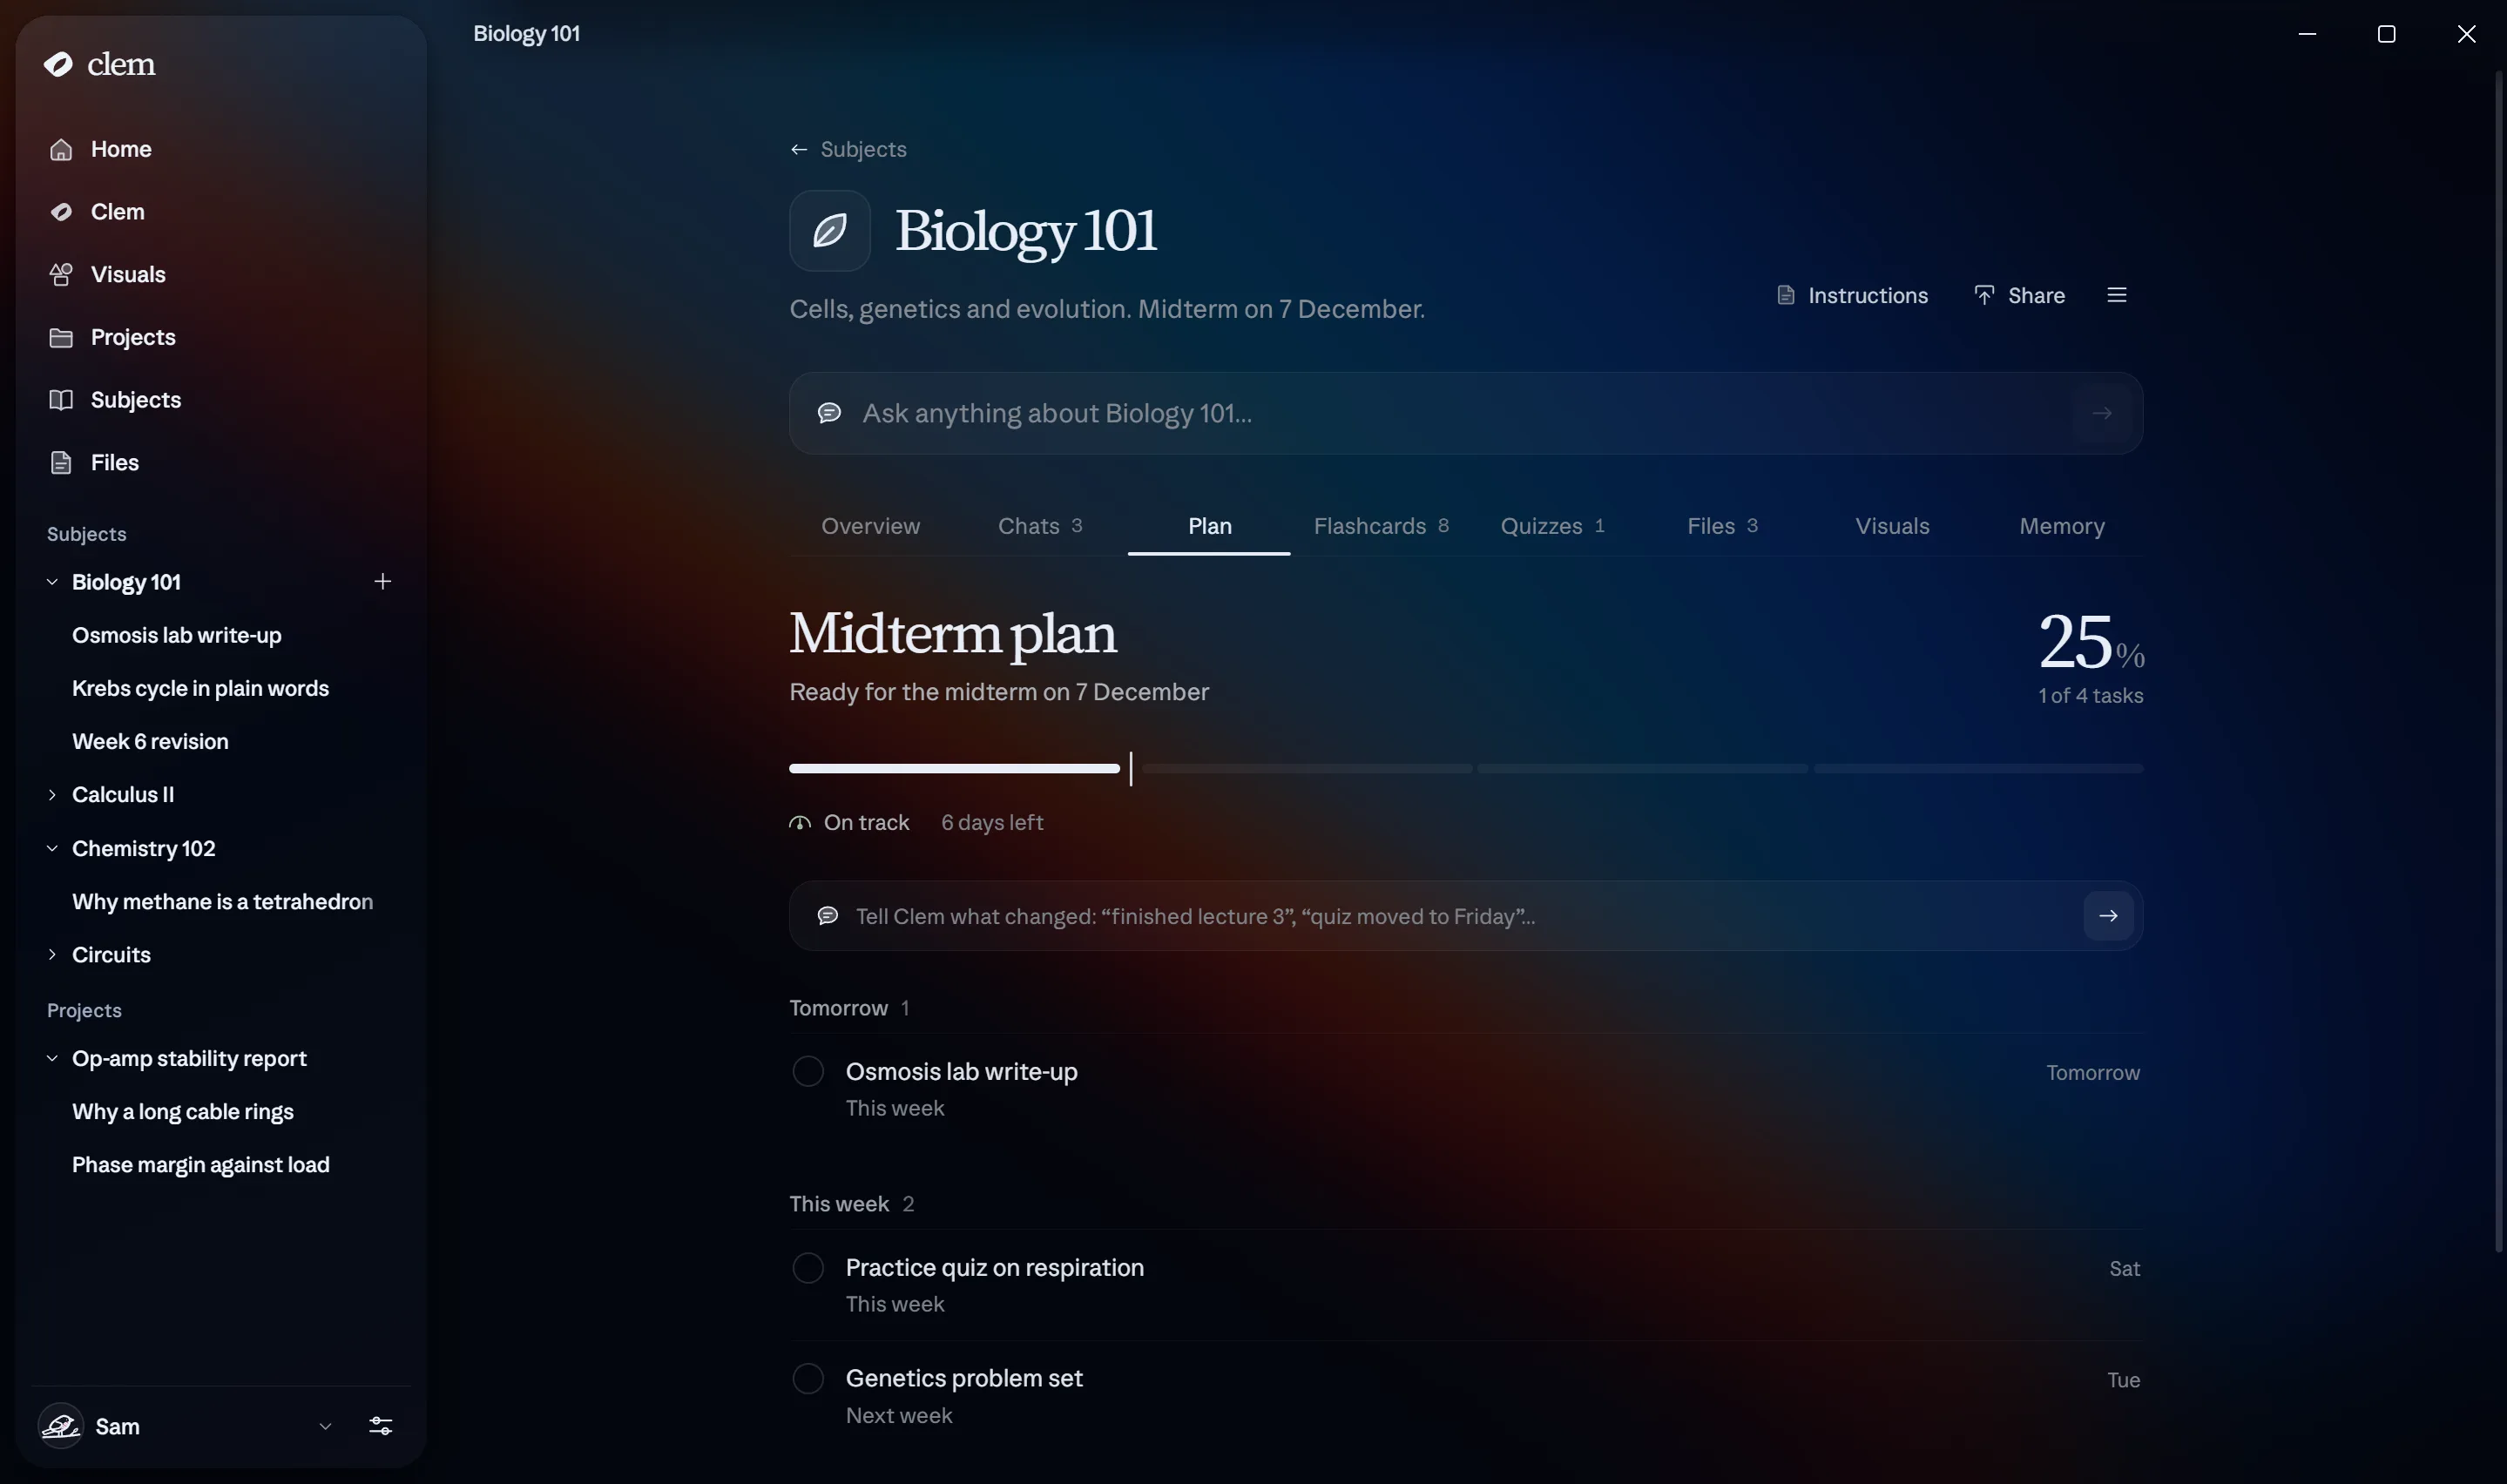 clem
Home
Clem
Visuals
Projects
Subjects
Files
Subjects
Biology 101
Osmosis lab write-up
Krebs cycle in plain words
Week 6 revision
Calculus II
Chemistry 102
Why methane is a tetrahedron
Circuits
Projects
Op-amp stability report
Why a long cable rings
Phase margin against load
Sam
Biology 101
Subjects
Biology 101
Cells, genetics and evolution. Midterm on 7 December.
Instructions
Share
Ask anything about Biology 101...
Overview Chats 3 Plan Flashcards 8 Quizzes 1 Files 3 Visuals Memory
Midterm plan
Ready for the midterm on 7 December
25%
1 of 4 tasks
On track 6 days left
Tell Clem what changed: “finished lecture 3”, “quiz moved to Friday”...
Tomorrow 1
Osmosis lab write-up Tomorrow
This week
This week 2
Practice quiz on respiration Sat
This week
Genetics problem set Tue
Next week